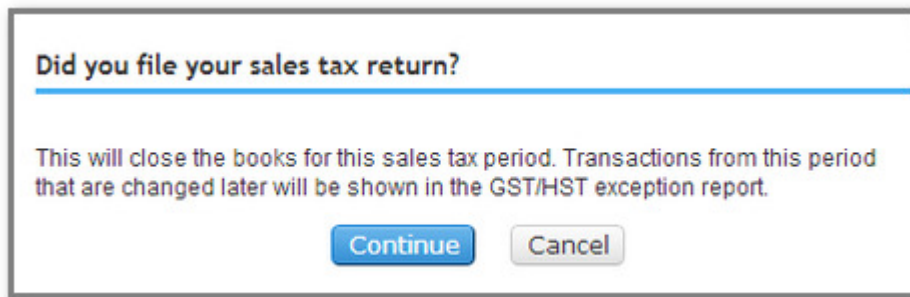 Did you file your sales tax return?
This will close the books for this sales tax period. Transactions from this period
that are changed later will be shown in the GST/HST exception report.
Continue Cancel